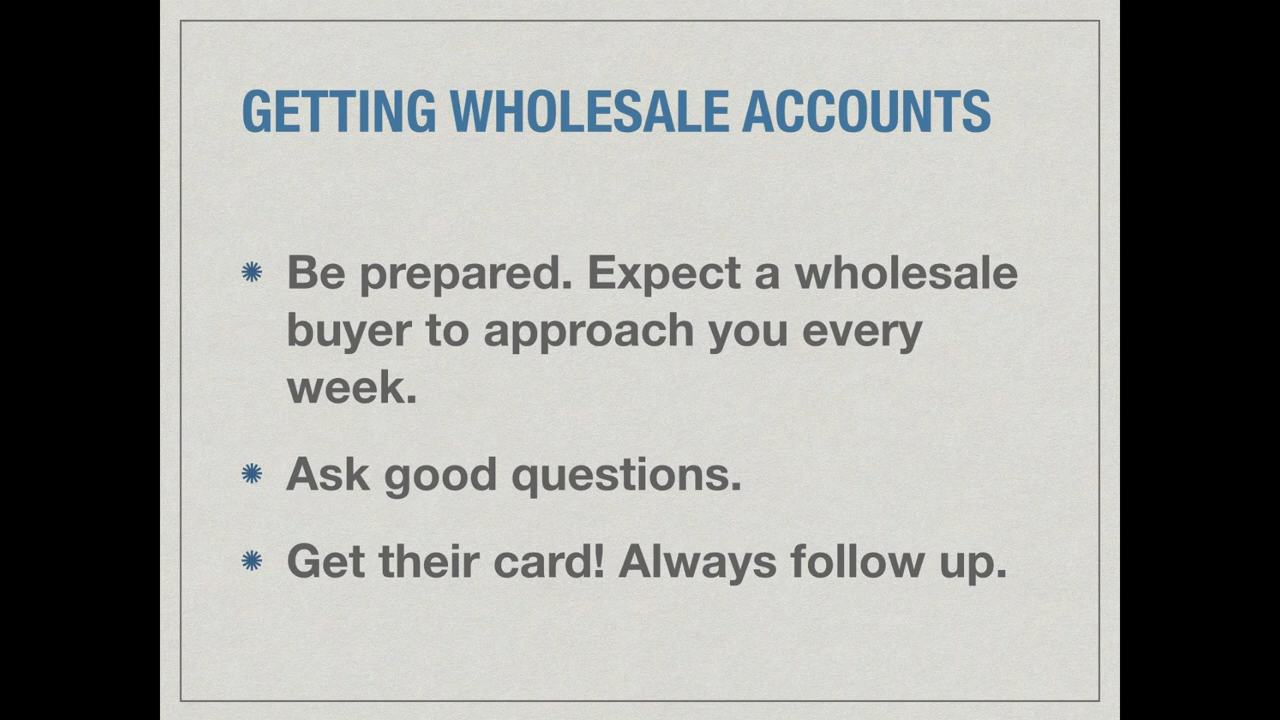 GETTING WHOLESALE ACCOUNTS
Be prepared. Expect a wholesale
buyer to approach you every
week.
Ask good questions.
Get their card! Always follow up.